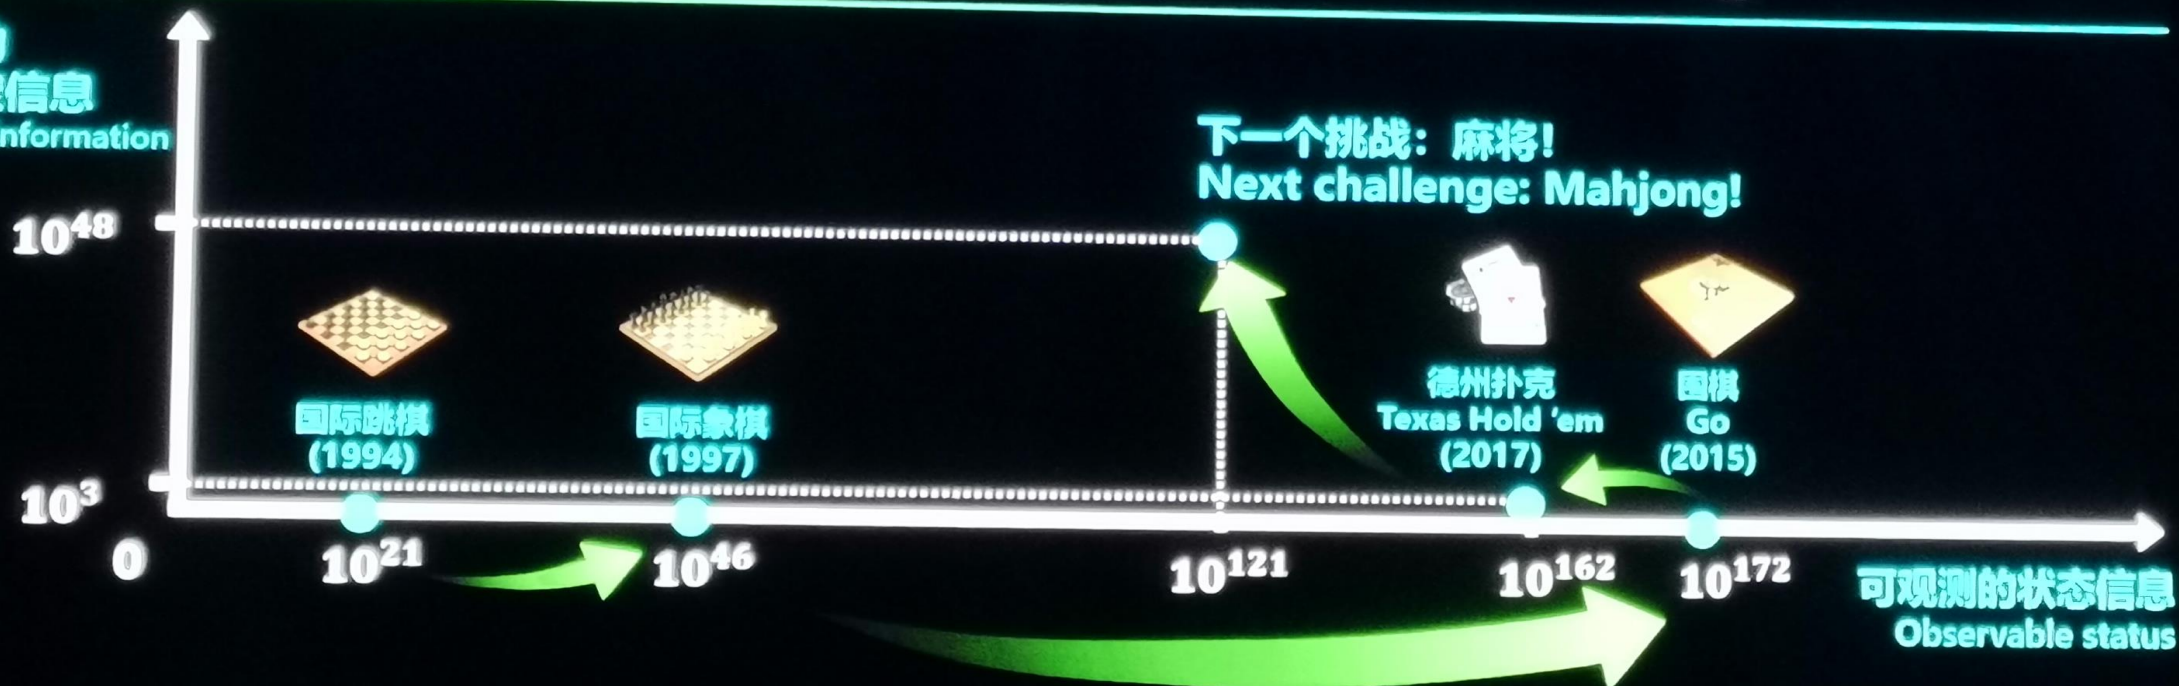 信息
nformation
下一个挑战：麻将！
Next challenge: Mahjong!
10⁴⁸
国际跳棋
(1994)
国际象棋
(1997)
德州扑克
Texas Hold 'em
(2017)
围棋
Go
(2015)
10³
0
10²¹
10⁴⁶
10¹²¹
10¹⁶²
10¹⁷²
可观测的状态信息
Observable status